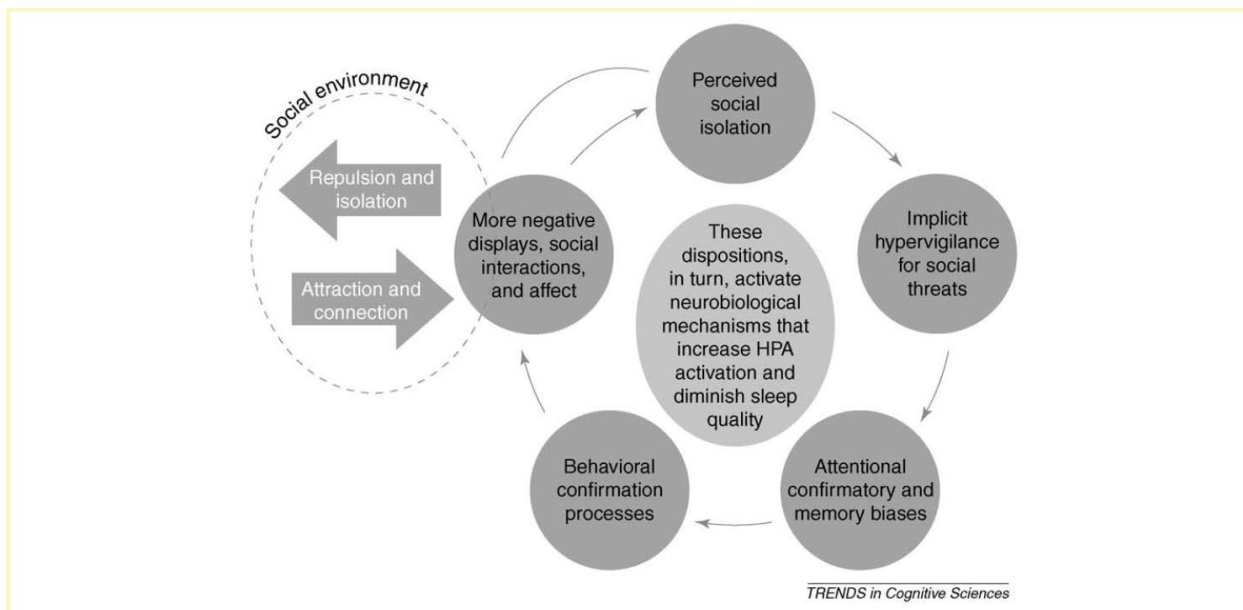 Social environment
Repulsion and
isolation
Attraction and
connection
More negative
displays, social
interactions,
and affect
Perceived
social
isolation
Implicit
hypervigilance
for social
threats
Attentional
confirmatory and
memory biases
Behavioral
confirmation
processes
These
dispositions,
in turn, activate
neurobiological
mechanisms that
increase HPA
activation and
diminish sleep
quality
TRENDS in Cognitive Sciences